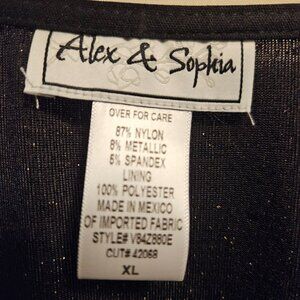 Alex & Sophia
OVER FOR CARE
87% NYLON
8% METALLIC
5% SPANDEX
LINING
100% POLYESTER
MADE IN MEXICO
OF IMPORTED FABRIC
STYLE# V84Z880E
CUT# 42068
XL